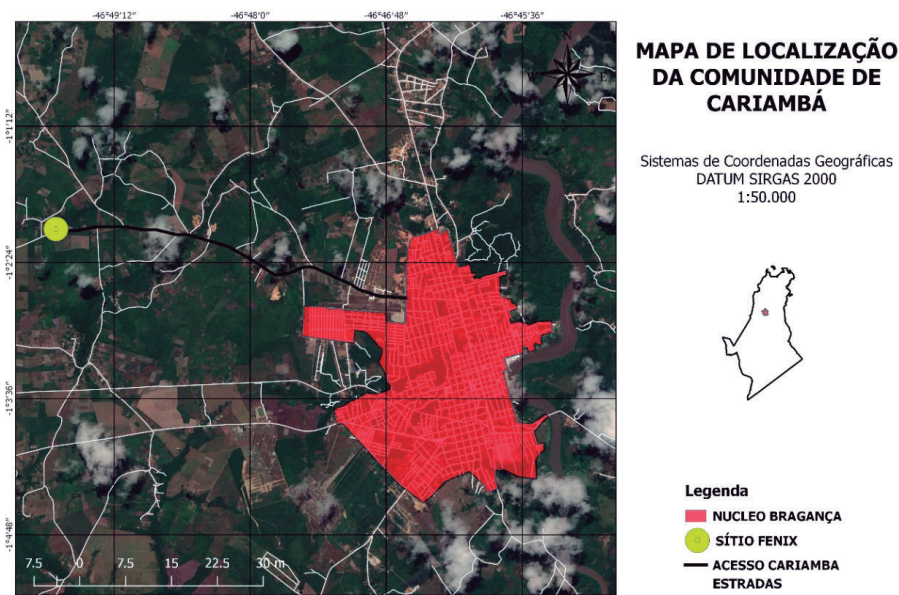 -46°49'12" -46°48'0" -46°46'48" -46°45'36"
MAPA DE LOCALIZAÇÃO
DA COMUNIDADE DE
CARIAMBÁ
Sistemas de Coordenadas Geográficas
DATUM SIRGAS 2000
1:50.000
N
W E
-1°1'12"
-1°2'24"
-1°3'36"
-1°4'48"
7.5 0 7.5 15 22.5 30 m
Legenda
NUCLEO BRAGANÇA
SÍTIO FENIX
ACESSO CARIAMBA
ESTRADAS